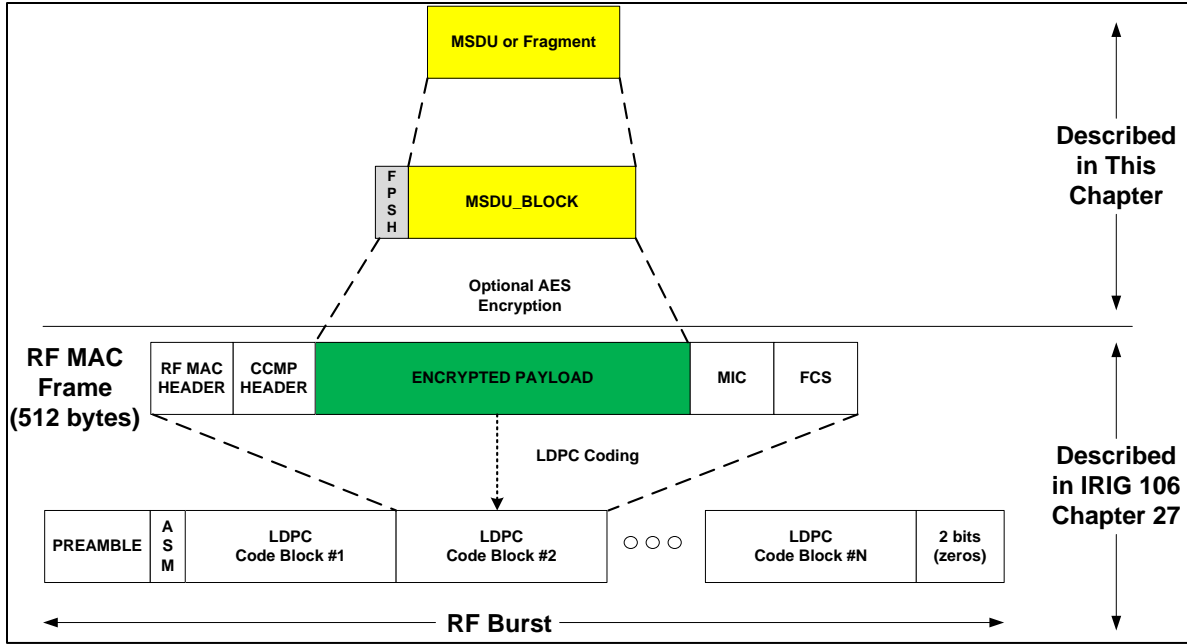 MSDU or Fragment
Described
in This
Chapter
F
P
S
H
MSDU_BLOCK
Optional AES
Encryption
RF MAC
Frame
(512 bytes)
RF MAC
HEADER
CCMP
HEADER
ENCRYPTED PAYLOAD
MIC
FCS
LDPC Coding
Described
in IRIG 106
Chapter 27
PREAMBLE
A
S
M
LDPC
Code Block #1
LDPC
Code Block #2
LDPC
Code Block #N
2 bits
(zeros)
RF Burst